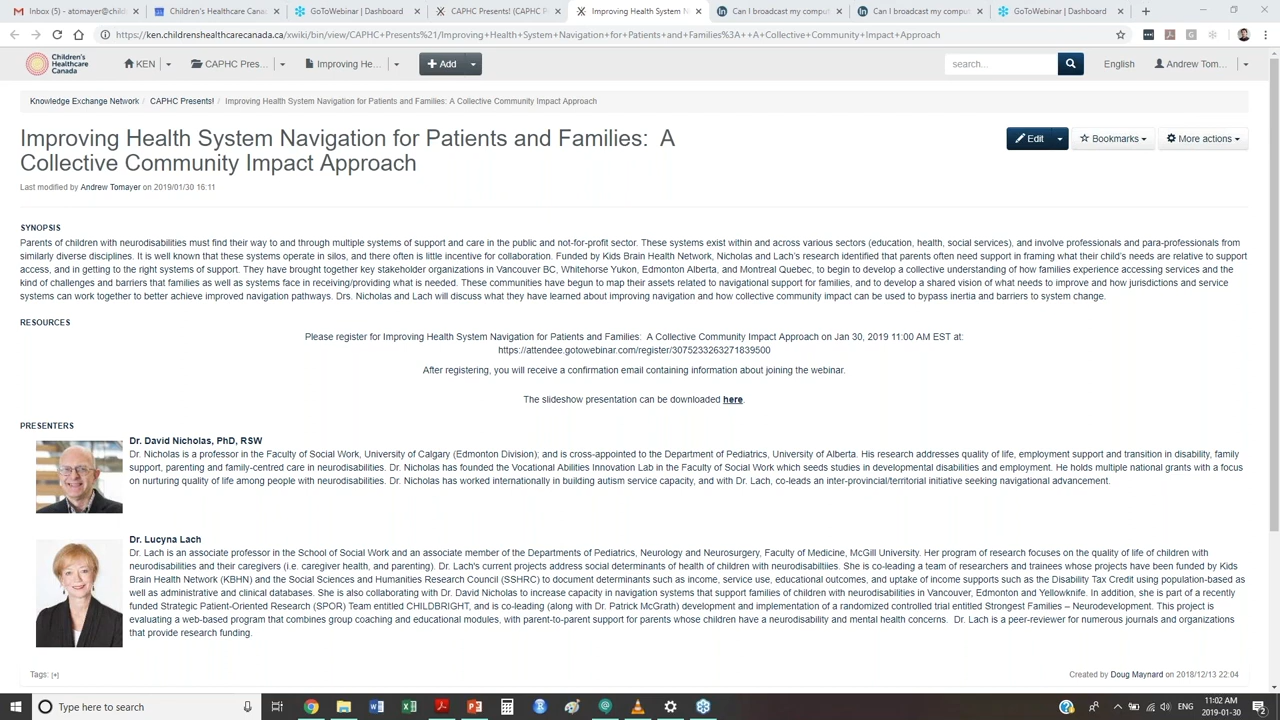 atomayer@childrenshealthc
Children's Healthcare Canada
GoToWebinar | Dashboard
CAPHC Presents! (CAPHC P
Improving Health System N
Can I broadcast my compu
Can I broadcast my compu
GoToWebinar | Dashboard
https://ken.childrenshealthcarecanada.ca/xwiki/bin/view/CAPHC+Presents%21/Improving+Health+System+Navigation+for+Patients+and+Families%3A++A+Collective+Community+Impact+Approach
Children's
Healthcare
Canada
KEN
CAPHC Pres...
Improving He...
Add
search...
English
Andrew Tom...
Knowledge Exchange Network / CAPHC Presents! / Improving Health System Navigation for Patients and Families: A Collective Community Impact Approach
Improving Health System Navigation for Patients and Families: A
Collective Community Impact Approach
Edit
Bookmarks
More actions
Last modified by Andrew Tomayer on 2019/01/30 16:11
SYNOPSIS
Parents of children with neurodisabilities must find their way to and through multiple systems of support and care in the public and not-for-profit sector. These systems exist within and across various sectors (education, health, social services), and involve professionals and para-professionals from
similarly diverse disciplines. It is well known that these systems operate in silos, and there often is little incentive for collaboration. Funded by Kids Brain Health Network, Nicholas and Lach's research identified that parents often need support in framing what their child's needs are relative to support
access, and in getting to the right systems of support. They have brought together key stakeholder organizations in Vancouver BC, Whitehorse Yukon, Edmonton Alberta, and Montreal Quebec, to begin to develop a collective understanding of how families experience accessing services and the
kind of challenges and barriers that families as well as systems face in receiving/providing what is needed. These communities have begun to map their assets related to navigational support for families, and to develop a shared vision of what needs to improve and how jurisdictions and service
systems can work together to better achieve improved navigation pathways. Drs. Nicholas and Lach will discuss what they have learned about improving navigation and how collective community impact can be used to bypass inertia and barriers to system change.
RESOURCES
Please register for Improving Health System Navigation for Patients and Families: A Collective Community Impact Approach on Jan 30, 2019 11:00 AM EST at:
https://attendee.gotowebinar.com/register/3075233263271839500
After registering, you will receive a confirmation email containing information about joining the webinar.
The slideshow presentation can be downloaded here.
PRESENTERS
Dr. David Nicholas, PhD, RSW
Dr. Nicholas is a professor in the Faculty of Social Work, University of Calgary (Edmonton Division); and is cross-appointed to the Department of Pediatrics, University of Alberta. His research addresses quality of life, employment support and transition in disability, family
support, parenting and family-centred care in neurodisabilities. Dr. Nicholas has founded the Vocational Abilities Innovation Lab in the Faculty of Social Work which seeds studies in developmental disabilities and employment. He holds multiple national grants with a focus
on nurturing quality of life among people with neurodisabilities. Dr. Nicholas has worked internationally in building autism service capacity, and with Dr. Lach, co-leads an inter-provincial/territorial initiative seeking navigational advancement.
Dr. Lucyna Lach
Dr. Lach is an associate professor in the School of Social Work and an associate member of the Departments of Pediatrics, Neurology and Neurosurgery, Faculty of Medicine, McGill University. Her program of research focuses on the quality of life of children with
neurodisabilities and their caregivers (i.e. caregiver health, and parenting). Dr. Lach's current projects address social determinants of health of children with neurodisabiltiies. She is co-leading a team of researchers and trainees whose projects have been funded by Kids
Brain Health Network (KBHN) and the Social Sciences and Humanities Research Council (SSHRC) to document determinants such as income, service use, educational outcomes, and uptake of income supports such as the Disability Tax Credit using population-based as
well as administrative and clinical databases. She is also collaborating with Dr. David Nicholas to increase capacity in navigation systems that support families of children with neurodisabilities in Vancouver, Edmonton and Yellowknife. In addition, she is part of a recently
funded Strategic Patient-Oriented Research (SPOR) Team entitled CHILDBRIGHT, and is co-leading (along with Dr. Patrick McGrath) development and implementation of a randomized controlled trial entitled Strongest Families – Neurodevelopment. This project is
evaluating a web-based program that combines group coaching and educational modules, with parent-to-parent support for parents whose children have a neurodisability and mental health concerns. Dr. Lach is a peer-reviewer for numerous journals and organizations
that provide research funding.
Tags: [+]
Created by Doug Maynard on 2018/12/13 22:04
Type here to search
ENG
11:02 AM
2019-01-30